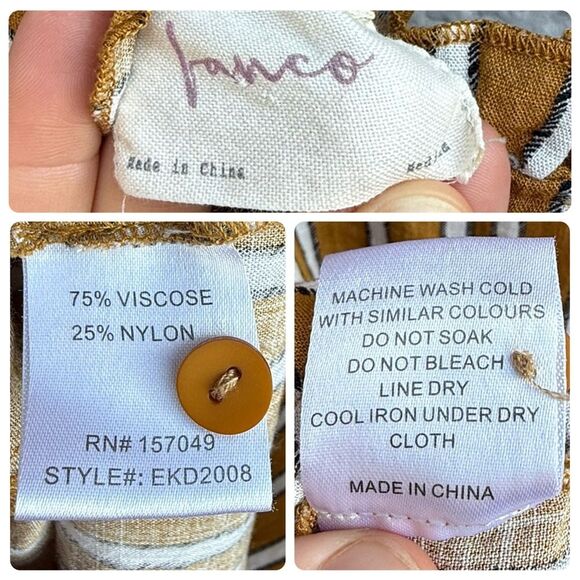 fanco
Made in China
Medium
75% VISCOSE
25% NYLON
RN# 157049
STYLE#: EKD2008
MACHINE WASH COLD
WITH SIMILAR COLOURS
DO NOT SOAK
DO NOT BLEACH
LINE DRY
COOL IRON UNDER DRY
CLOTH
MADE IN CHINA